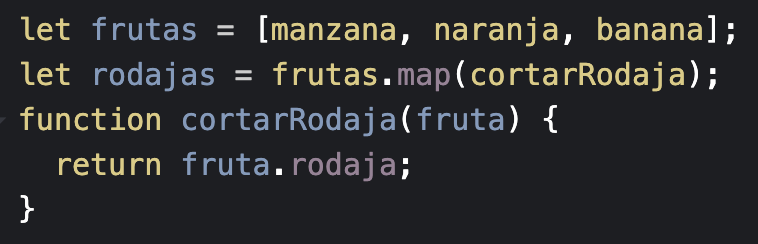 let frutas = [manzana, naranja, banana];
let rodajas = frutas.map(cortarRodaja);
function cortarRodaja(fruta) {
  return fruta.rodaja;
}